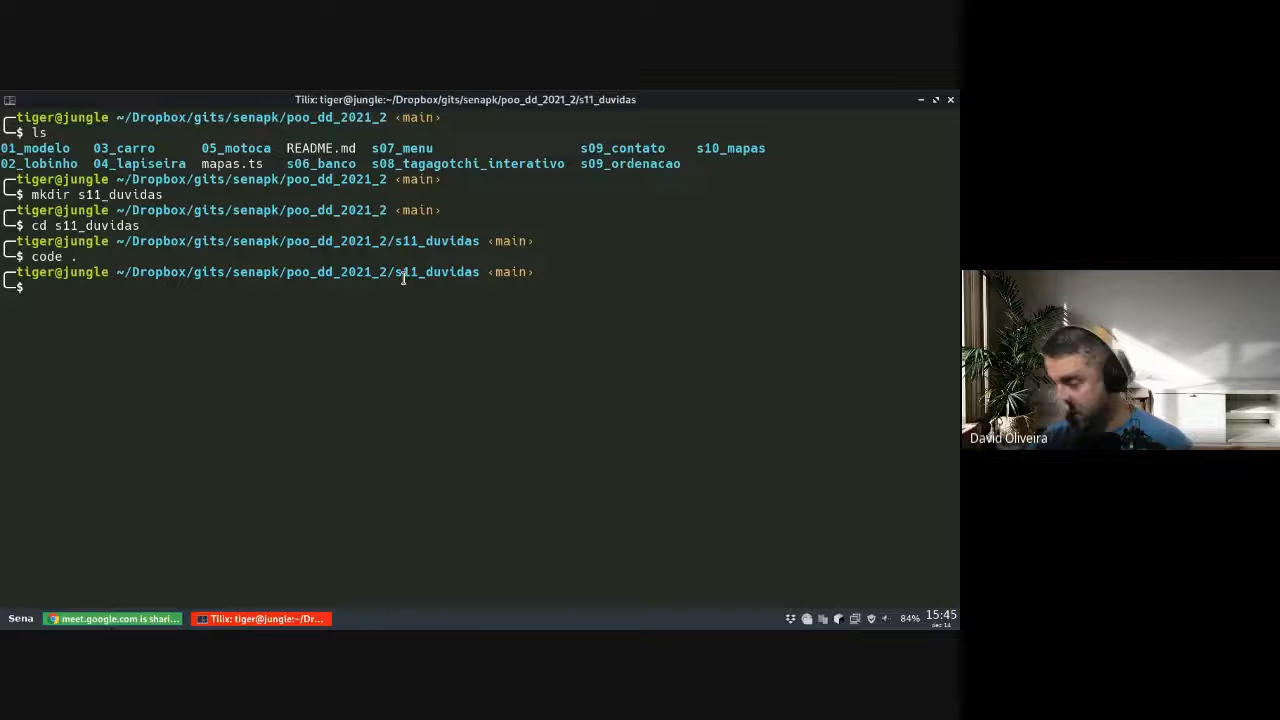 Tilix: tiger@jungle:~/Dropbox/gits/senapk/poo_dd_2021_2/s11_duvidas
tiger@jungle ~/Dropbox/gits/senapk/poo_dd_2021_2 ‹main›
$ ls
01_modelo 03_carro 05_motoca README.md s07_menu s09_contato s10_mapas
02_lobinho 04_lapiseira mapas.ts s06_banco s08_tagagotchi_interativo s09_ordenacao
tiger@jungle ~/Dropbox/gits/senapk/poo_dd_2021_2 ‹main›
$ mkdir s11_duvidas
tiger@jungle ~/Dropbox/gits/senapk/poo_dd_2021_2 ‹main›
$ cd s11_duvidas
tiger@jungle ~/Dropbox/gits/senapk/poo_dd_2021_2/s11_duvidas ‹main›
$ code .
tiger@jungle ~/Dropbox/gits/senapk/poo_dd_2021_2/s11_duvidas ‹main›
$
David Oliveira
Sena meet.google.com is shari... Tilix: tiger@jungle:~/Dr... 84% 15:45
dez 14